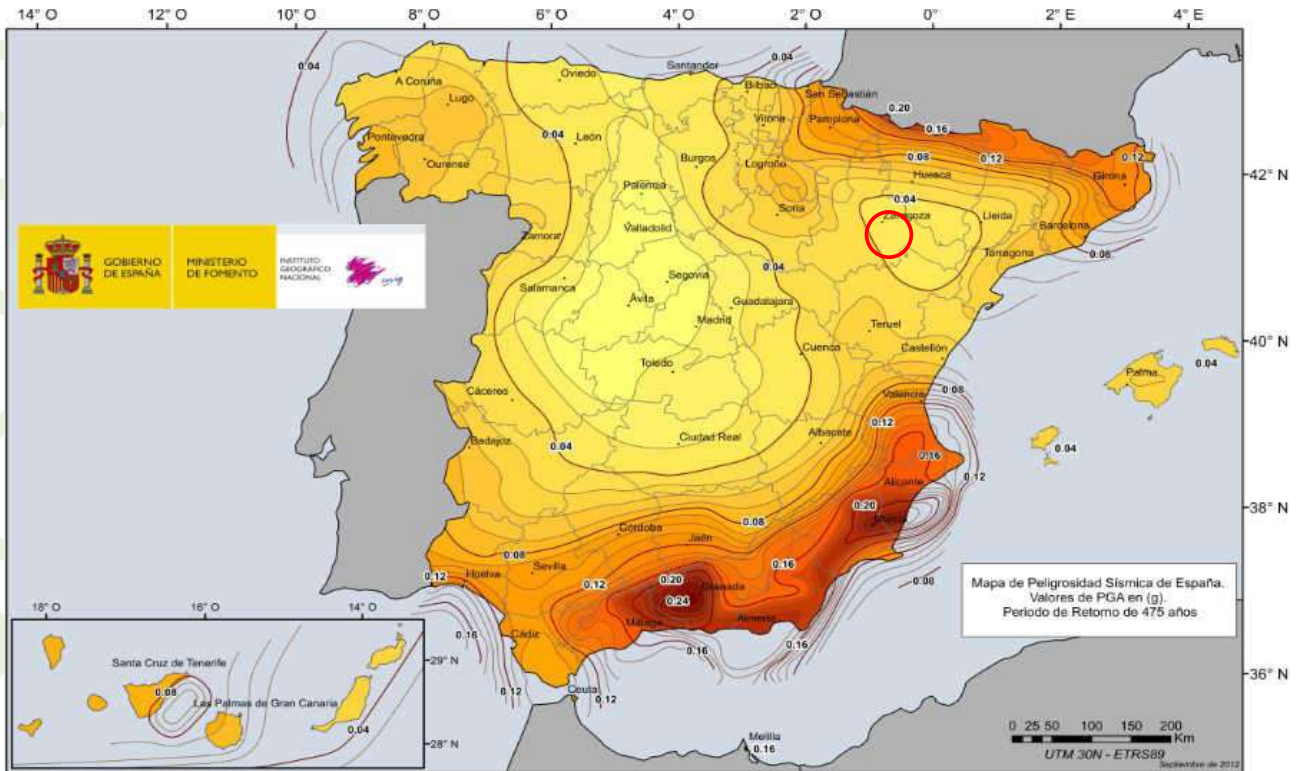 14° O 12° O 10° O 8° O 6° O 4° O 2° O 0° 2° E 4° E
0.04
0.04
Santander
Oviedo
A Coruña
Bilbao
San Sebastián
Lugo
0.20
Vitoria
Pamplona
0.16
Pontevedra
0.04
León
0.08
0.12
0.12
Ourense
Burgos
Logroño
Huesca
Girona
42° N
Palencia
0.04
Soria
Zaragoza
Lleida
Valladolid
Barcelona
Zamora
Tarragona
0.08
GOBIERNO
DE ESPAÑA
MINISTERIO
DE FOMENTO
INSTITUTO
GEOGRÁFICO
NACIONAL
0.04
Segovia
Salamanca
Ávila
Guadalajara
Madrid
Teruel
Cuenca
Castellón
40° N
Toledo
0.04
Palma
Cáceres
0.08
Valencia
0.12
Badajoz
0.04
Ciudad Real
Albacete
0.04
0.16
0.12
Alicante
0.20
38° N
Murcia
Córdoba
0.08
Jaén
0.08
Sevilla
0.16
0.12
Huelva
0.12
0.20
Granada
0.08
0.24
Málaga
Almería
Cádiz
0.16
0.16
0.16
Mapa de Peligrosidad Sísmica de España.
Valores de PGA en (g).
Periodo de Retorno de 475 años
18° O 16° O 14° O
Santa Cruz de Tenerife
29° N
36° N
0.08
Las Palmas de Gran Canaria
0.12
Ceuta
0.12
0.04
28° N
Melilla
0.16
0 25 50 100 150 200
Km
UTM 30N - ETRS89
Septiembre de 2012